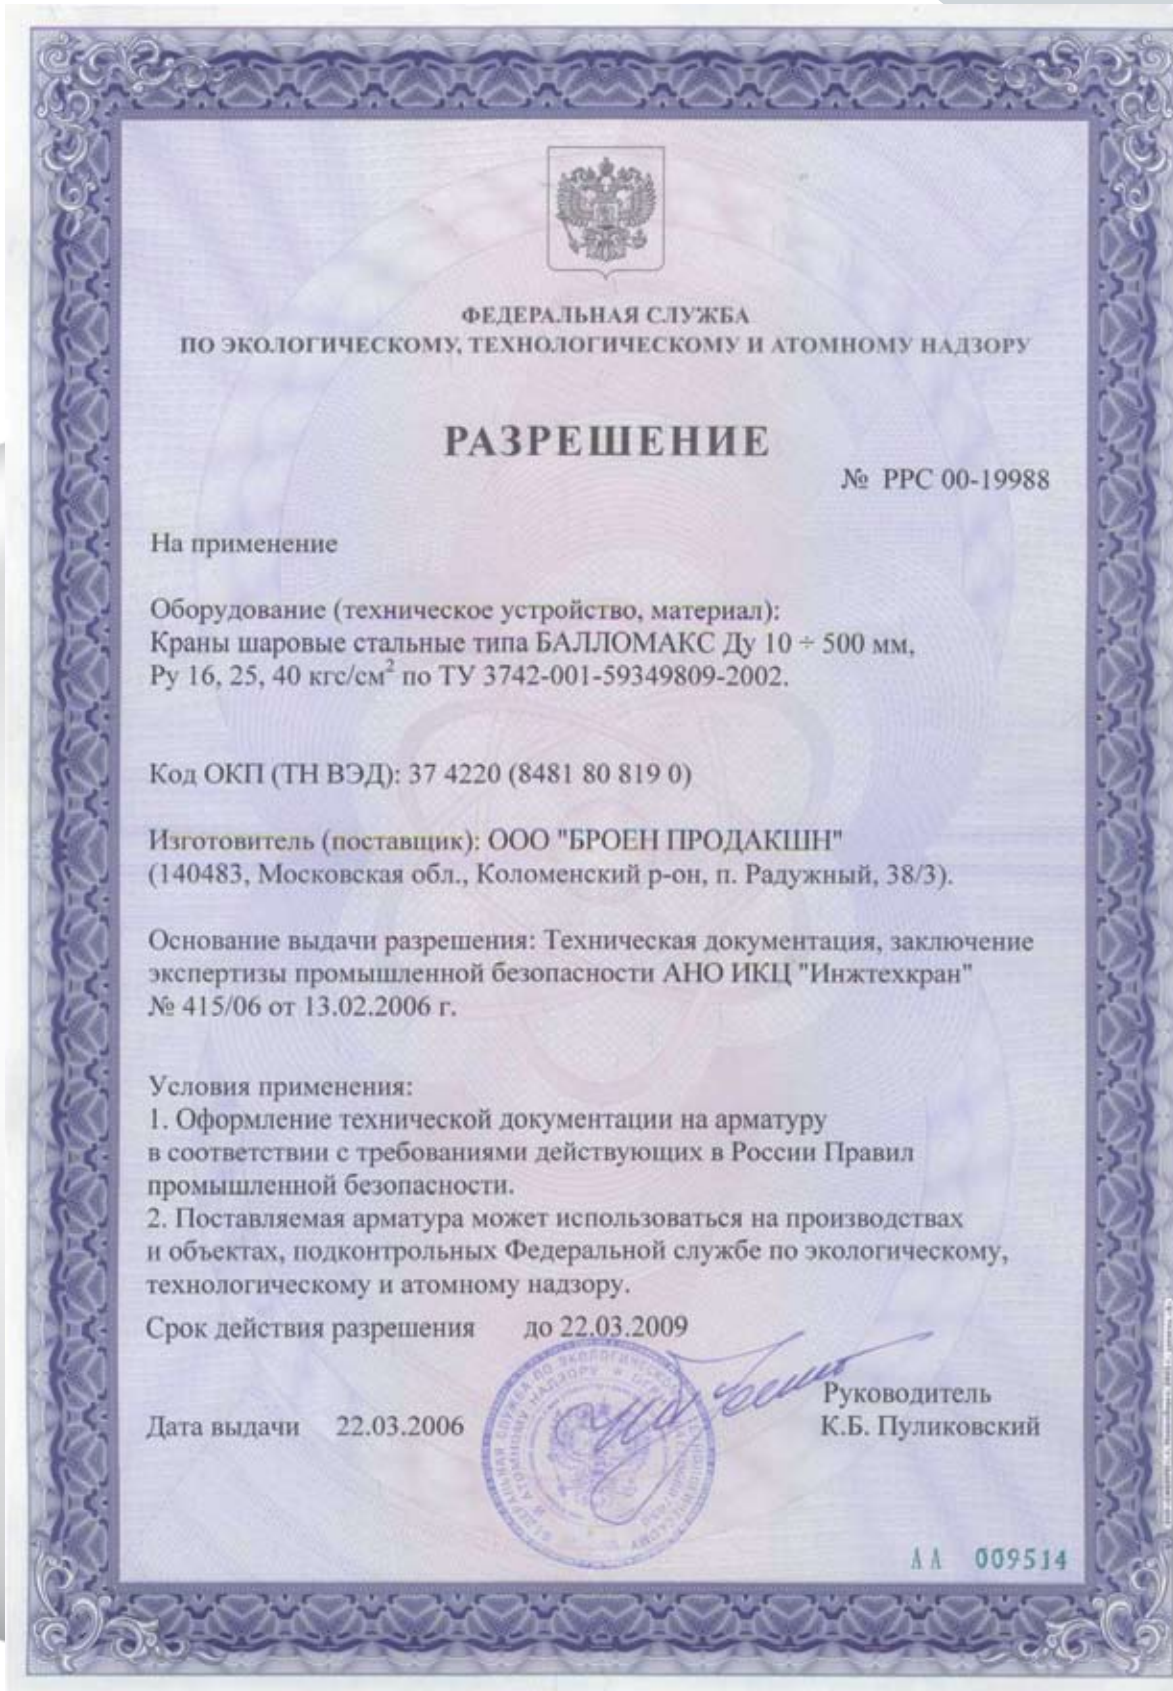 ФЕДЕРАЛЬНАЯ СЛУЖБА
ПО ЭКОЛОГИЧЕСКОМУ, ТЕХНОЛОГИЧЕСКОМУ И АТОМНОМУ НАДЗОРУ
РАЗРЕШЕНИЕ
№ РРС 00-19988
На применение
Оборудование (техническое устройство, материал):
Краны шаровые стальные типа БАЛЛОМАКС Ду 10 ÷ 500 мм,
Ру 16, 25, 40 кгс/см² по ТУ 3742-001-59349809-2002.
Код ОКП (ТН ВЭД): 37 4220 (8481 80 819 0)
Изготовитель (поставщик): ООО "БРОЕН ПРОДАКШН"
(140483, Московская обл., Коломенский р-он, п. Радужный, 38/3).
Основание выдачи разрешения: Техническая документация, заключение
экспертизы промышленной безопасности АНО ИКЦ "Инжтехкран"
№ 415/06 от 13.02.2006 г.
Условия применения:
1. Оформление технической документации на арматуру
в соответствии с требованиями действующих в России Правил
промышленной безопасности.
2. Поставляемая арматура может использоваться на производствах
и объектах, подконтрольных Федеральной службе по экологическому,
технологическому и атомному надзору.
Срок действия разрешения до 22.03.2009
Дата выдачи 22.03.2006
Руководитель
К.Б. Пуликовский
АА 009514